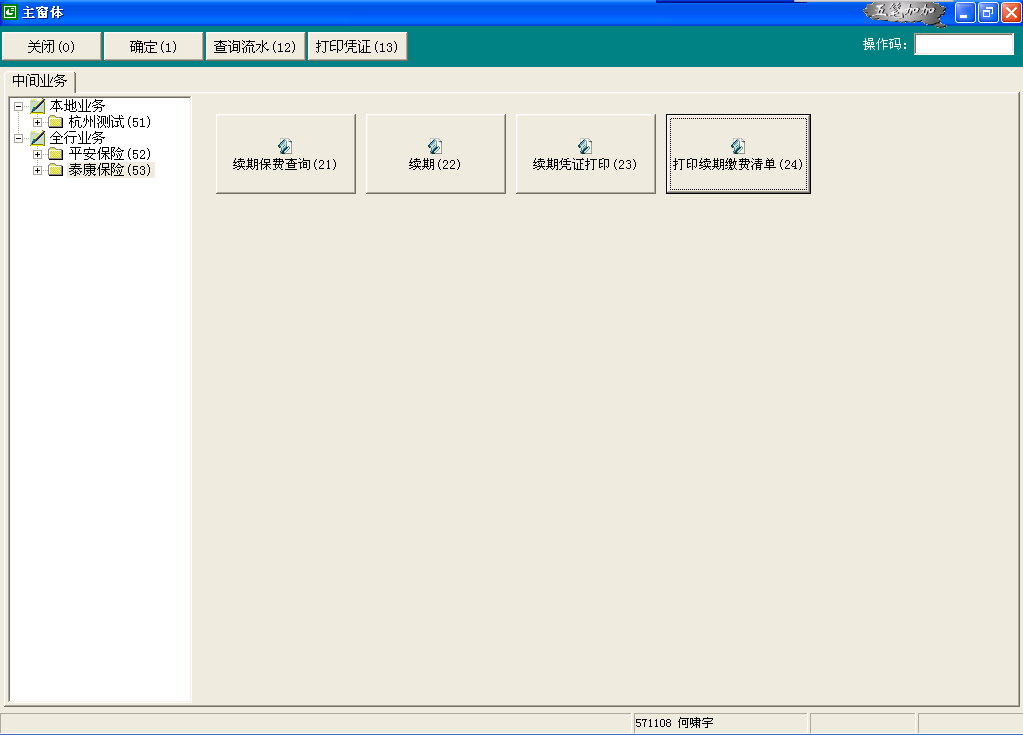 主窗体
五笔加加
关闭(0) 确定(1) 查询流水(12) 打印凭证(13) 操作码:
中间业务
本地业务
杭州测试(51)
全行业务
平安保险(52)
泰康保险(53)
续期保费查询(21) 续期(22) 续期凭证打印(23) 打印续期缴费清单(24)
571108 何啸宇